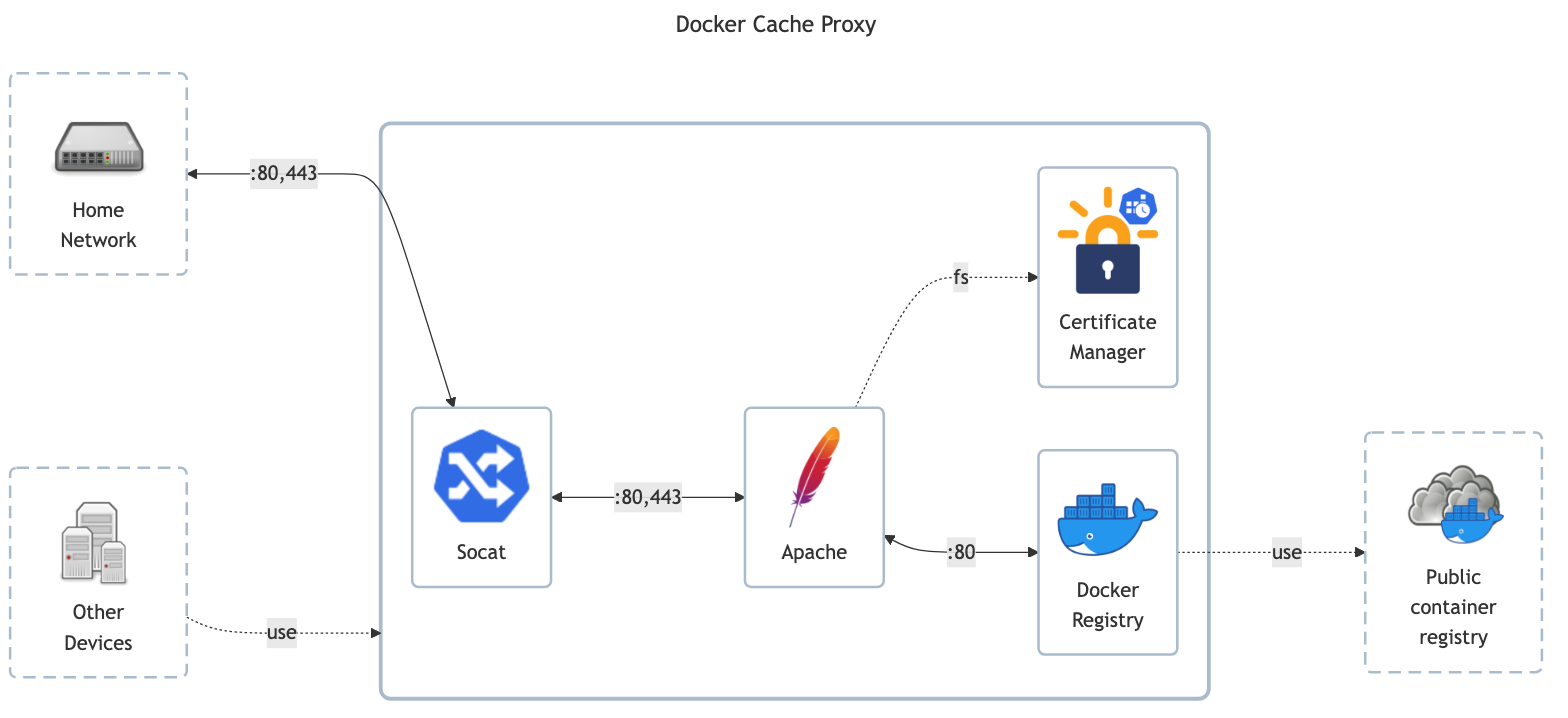 Docker Cache Proxy
Home
Network
:80,443
Certificate
Manager
fs
Socat
:80,443
Apache
:80
Docker
Registry
use
Public
container
registry
Other
Devices
use